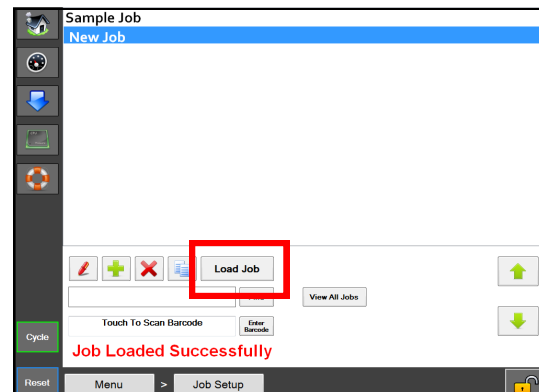 Sample Job
New Job
Load Job
View All Jobs
Touch To Scan Barcode
Enter
Barcode
Cycle
Job Loaded Successfully
Reset
Menu > Job Setup